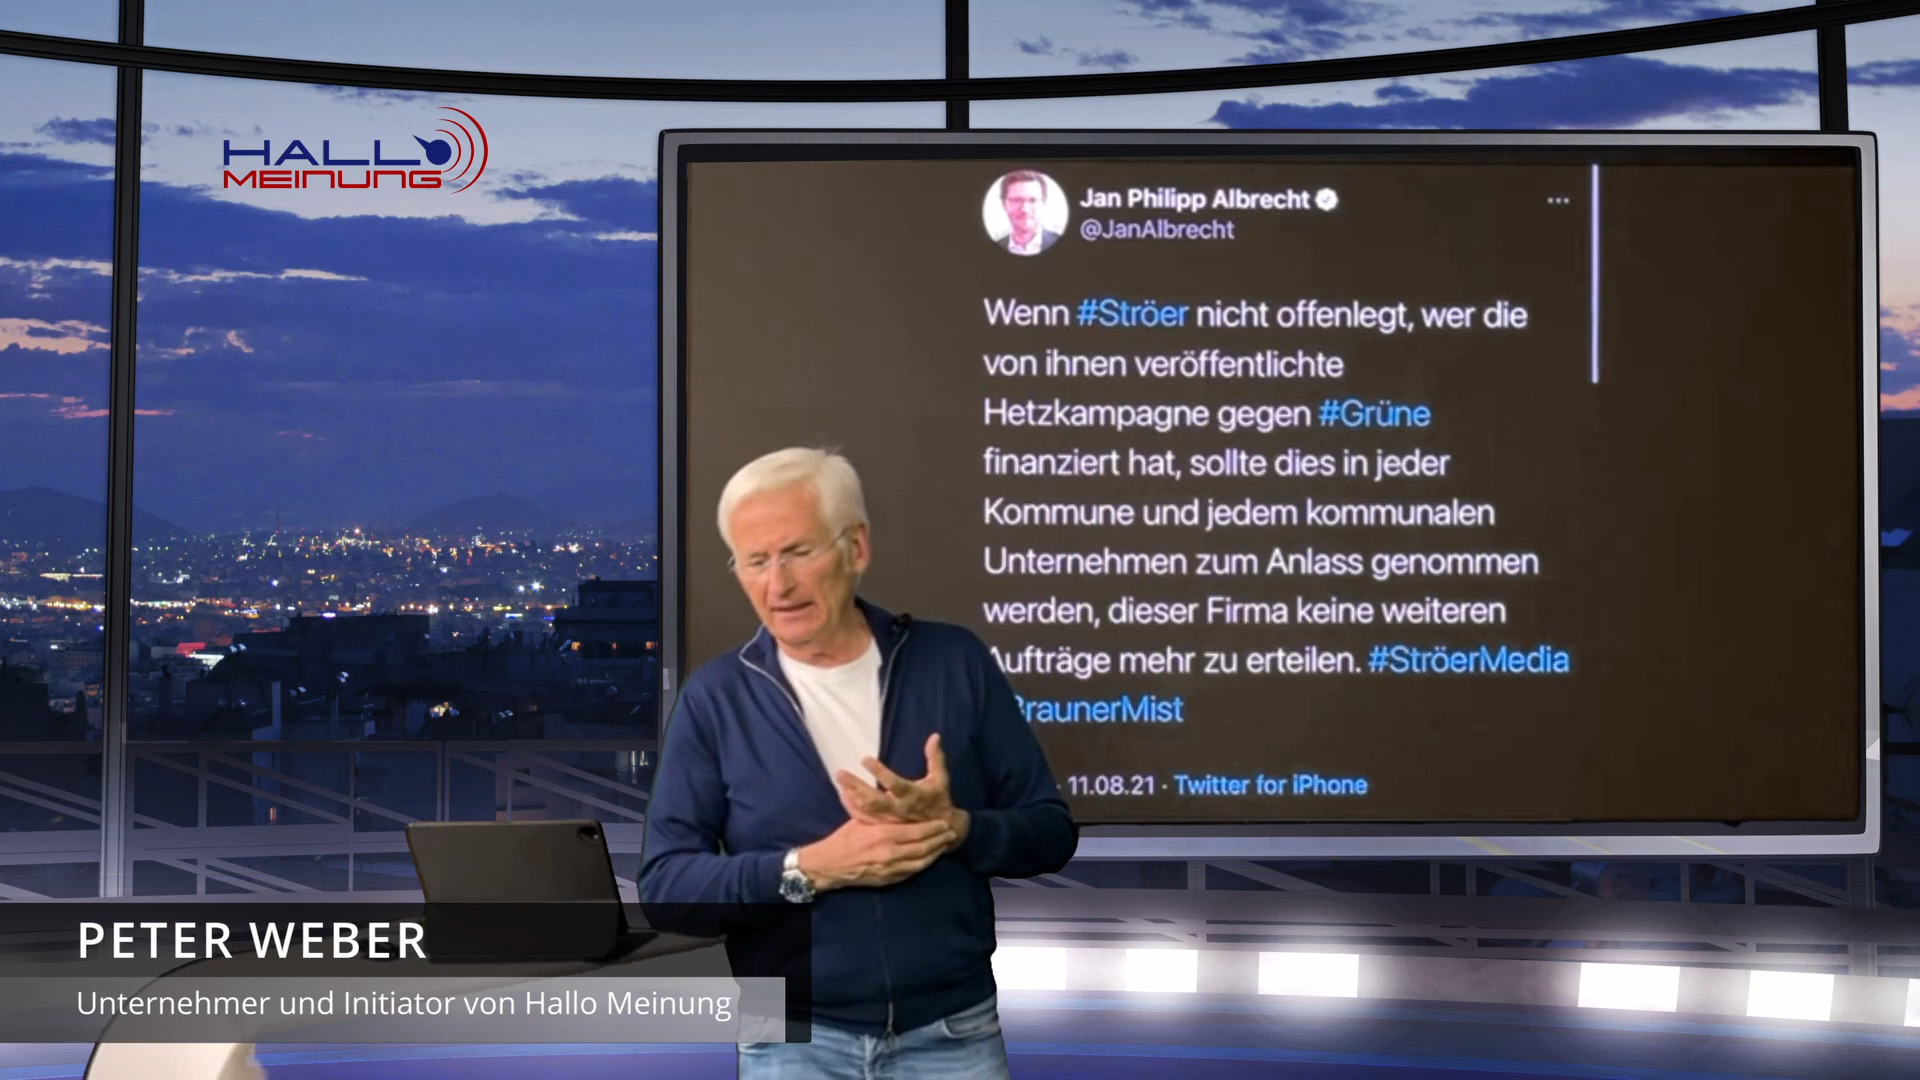 HALLO
MEINUNG
Jan Philipp Albrecht
@JanAlbrecht
Wenn #Ströer nicht offenlegt, wer die
von ihnen veröffentlichte
Hetzkampagne gegen #Grüne
finanziert hat, sollte dies in jeder
Kommune und jedem kommunalen
Unternehmen zum Anlass genommen
werden, dieser Firma keine weiteren
Aufträge mehr zu erteilen. #StröerMedia
BraunerMist
· 11.08.21 · Twitter for iPhone
PETER WEBER
Unternehmer und Initiator von Hallo Meinung